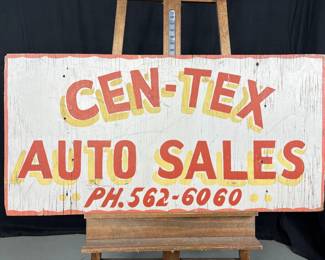 CEN-TEX
AUTO SALES
PH. 562-6060